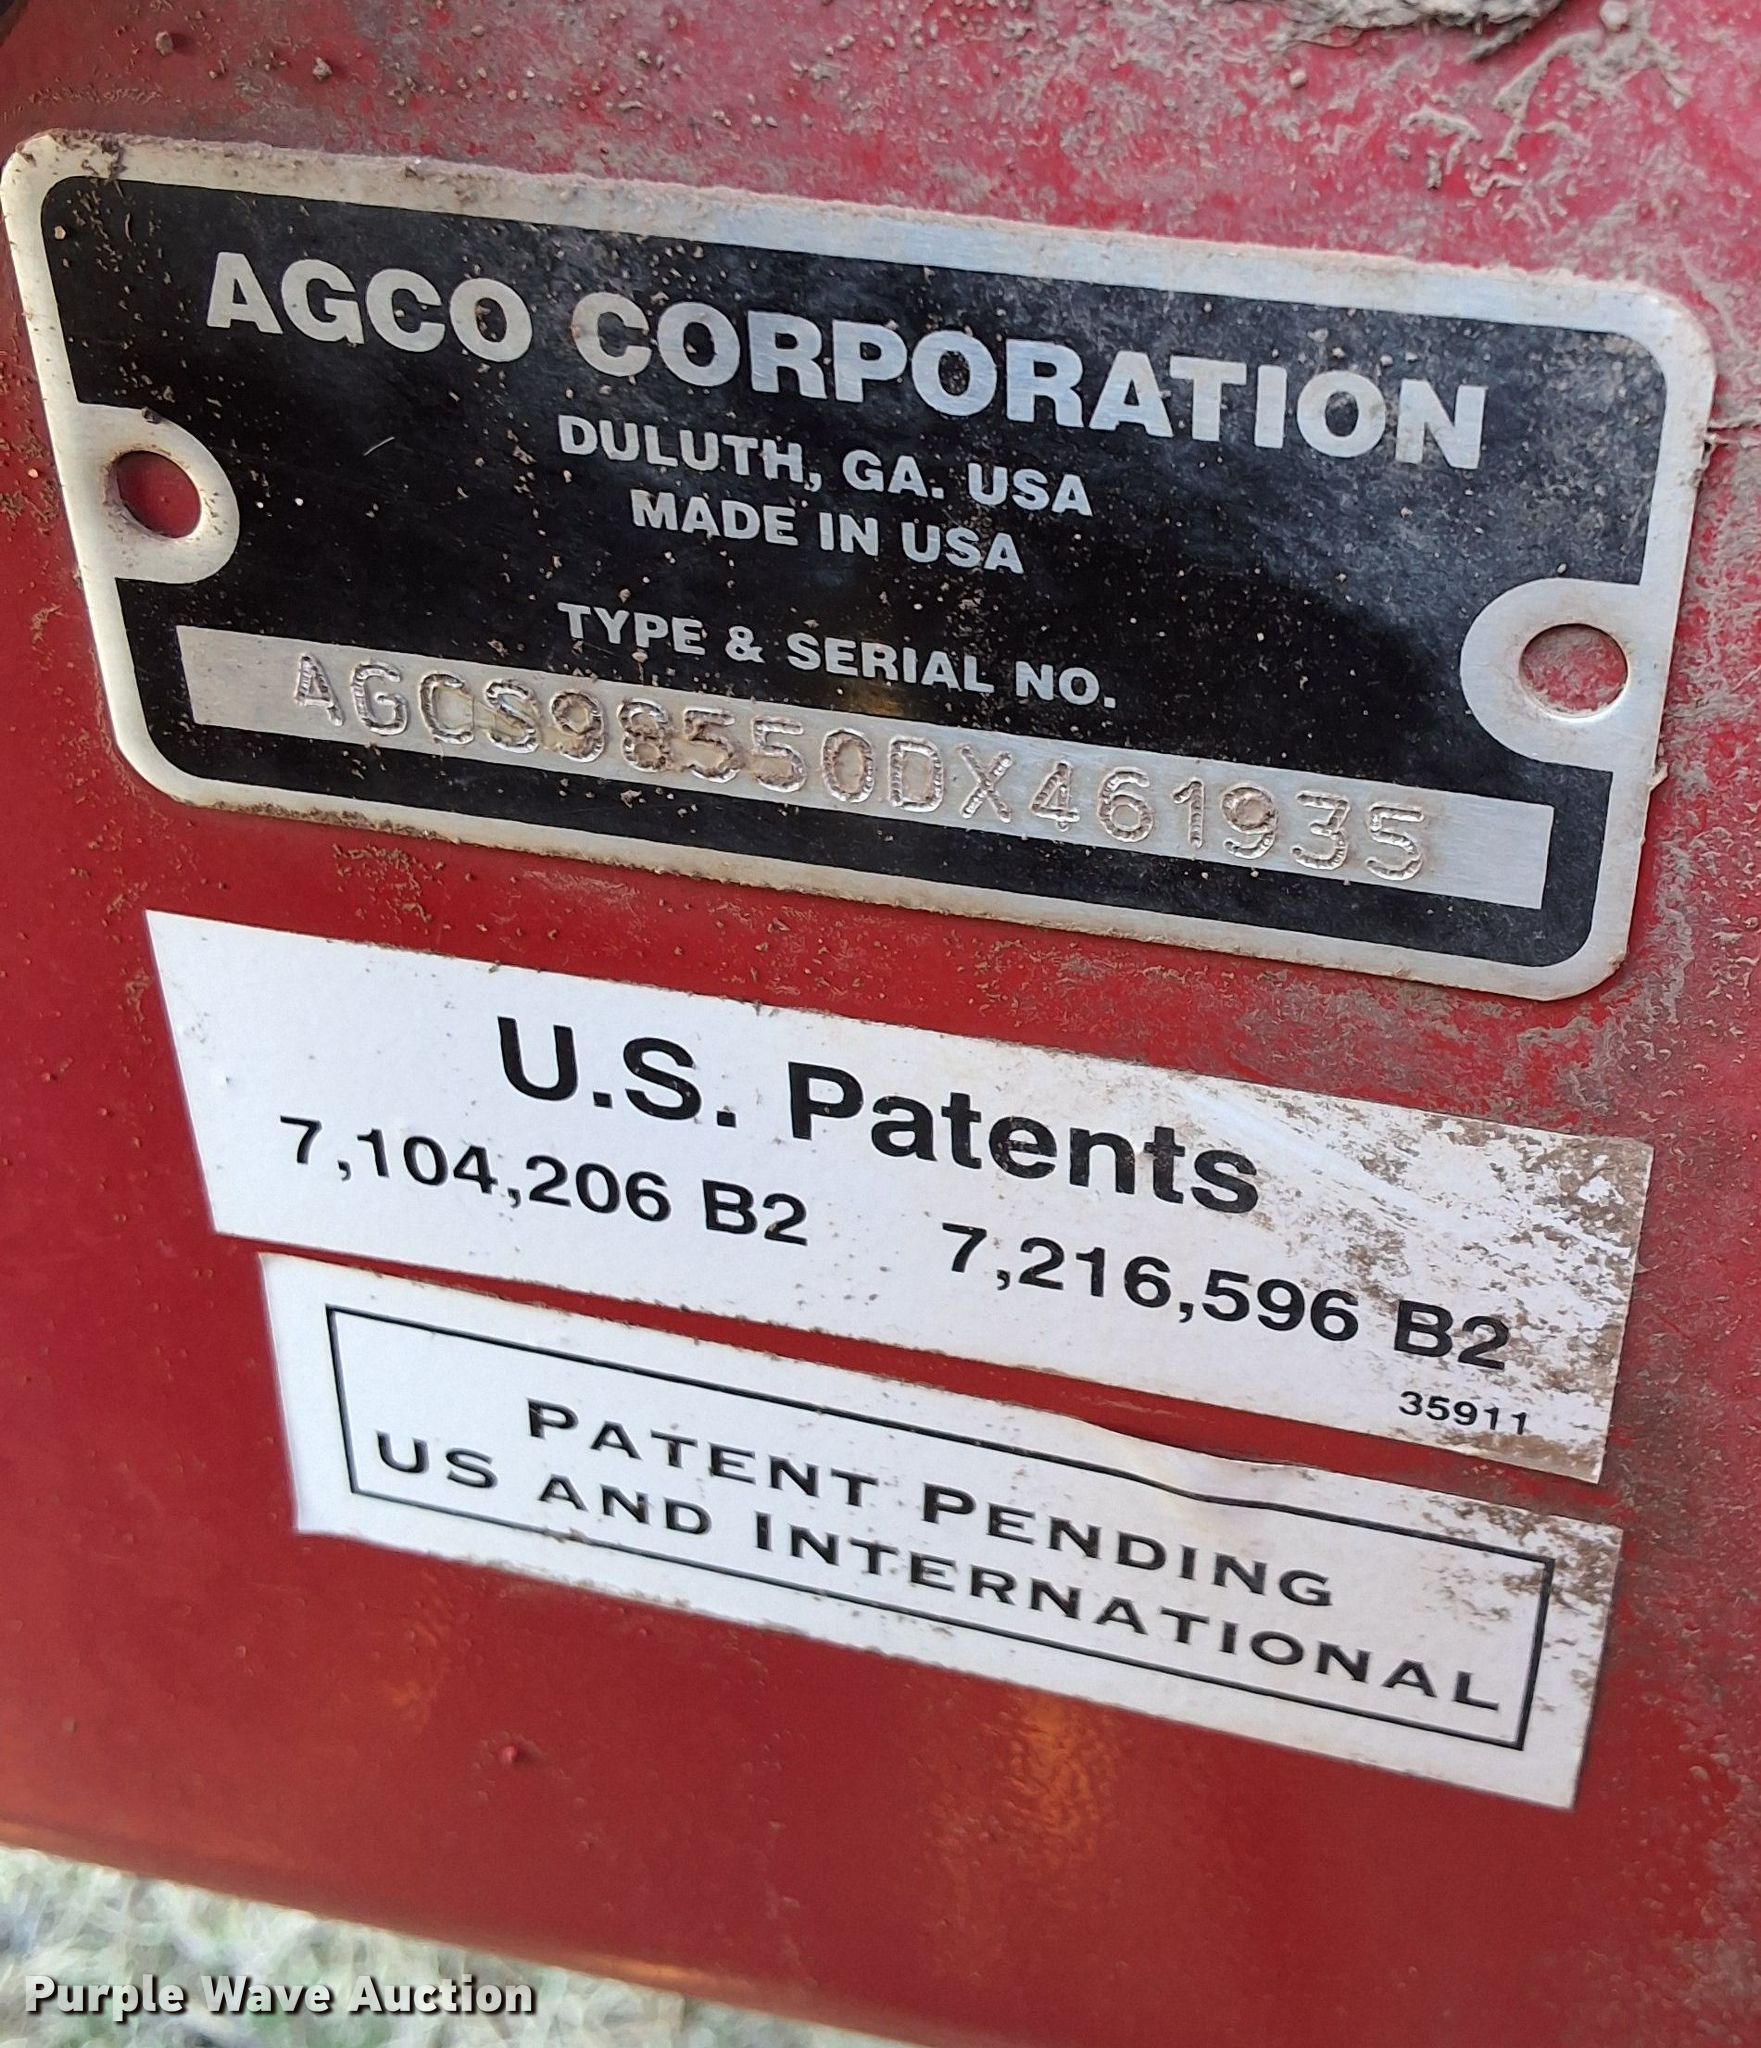 AGCO CORPORATION
DULUTH, GA. USA
MADE IN USA
TYPE & SERIAL NO.
AGCS98550DX461935
U.S. Patents
7,104,206 B2 7,216,596 B2
35911
PATENT PENDING
US AND INTERNATIONAL
Purple Wave Auction